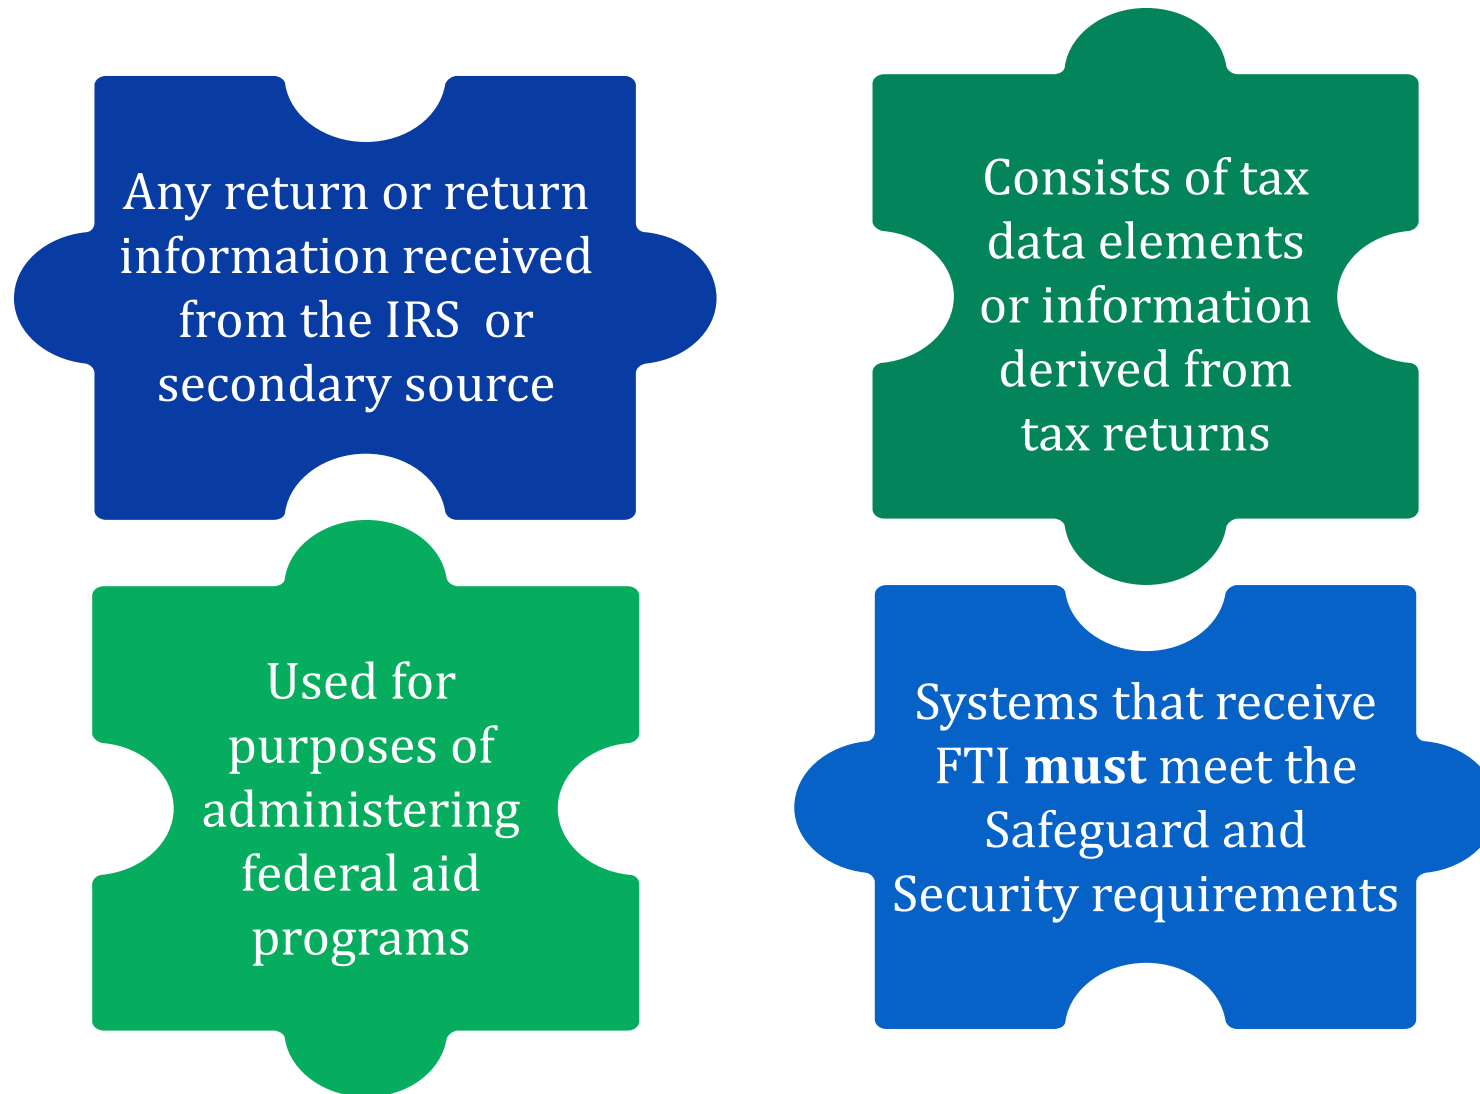 Any return or return
information received
from the IRS  or
secondary source
Consists of tax
data elements
or information
derived from
tax returns
Used for
purposes of
administering
federal aid
programs
Systems that receive
FTI must meet the
Safeguard and
Security requirements